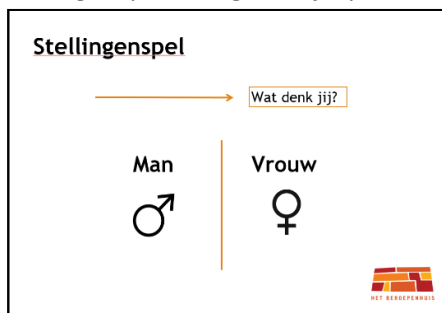 Stellingenspel
Wat denk jij?
Man
Vrouw
HET BEROEPENHUIS